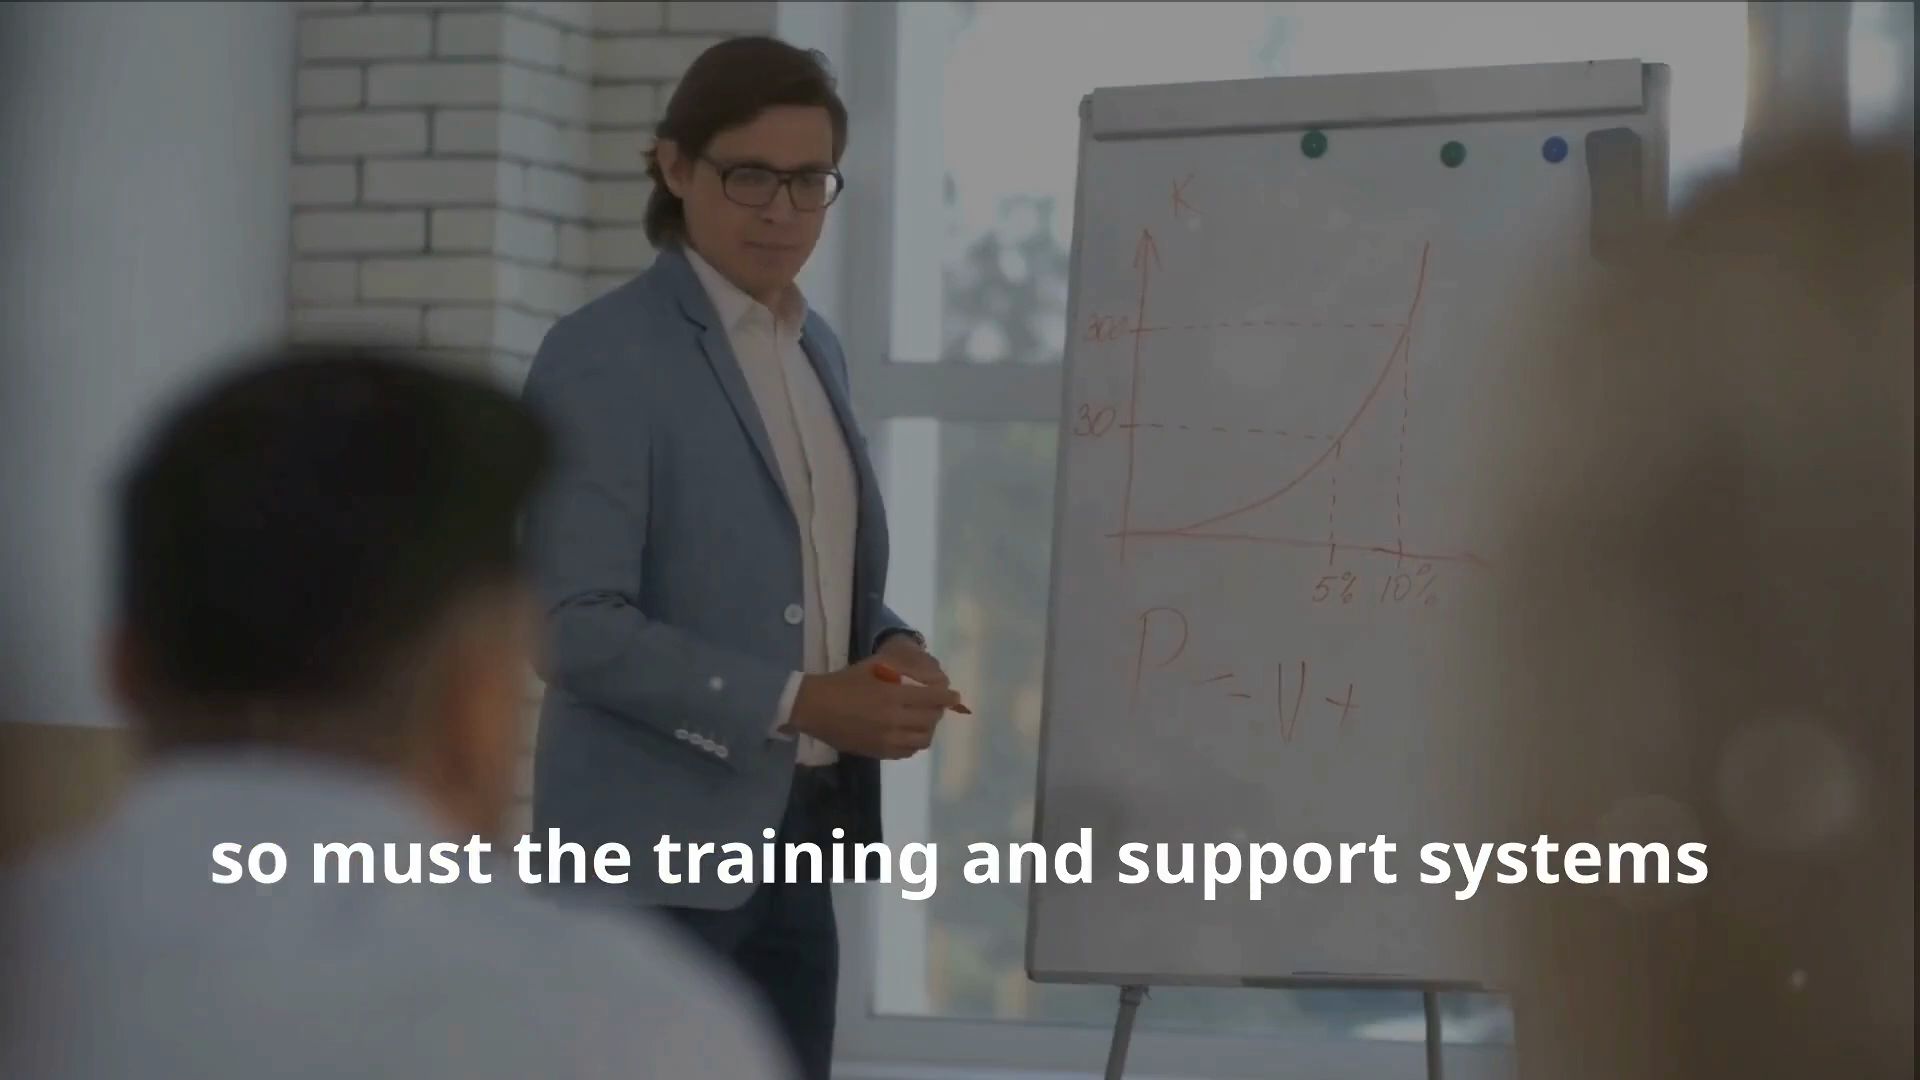 K
300
30
5% 10%
P = V +
so must the training and support systems